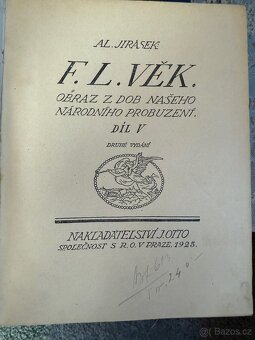 AL. JIRÁSEK
F. L. VĚK.
OBRAZ Z DOB NAŠEHO
NÁRODNÍHO PROBUZENÍ.
DÍL V
DRUHÉ VYDÁNÍ
NAKLADATELSTVÍ J. OTTO
SPOLEČNOST S R. O. V PRAZE. 1925.
bazos.cz